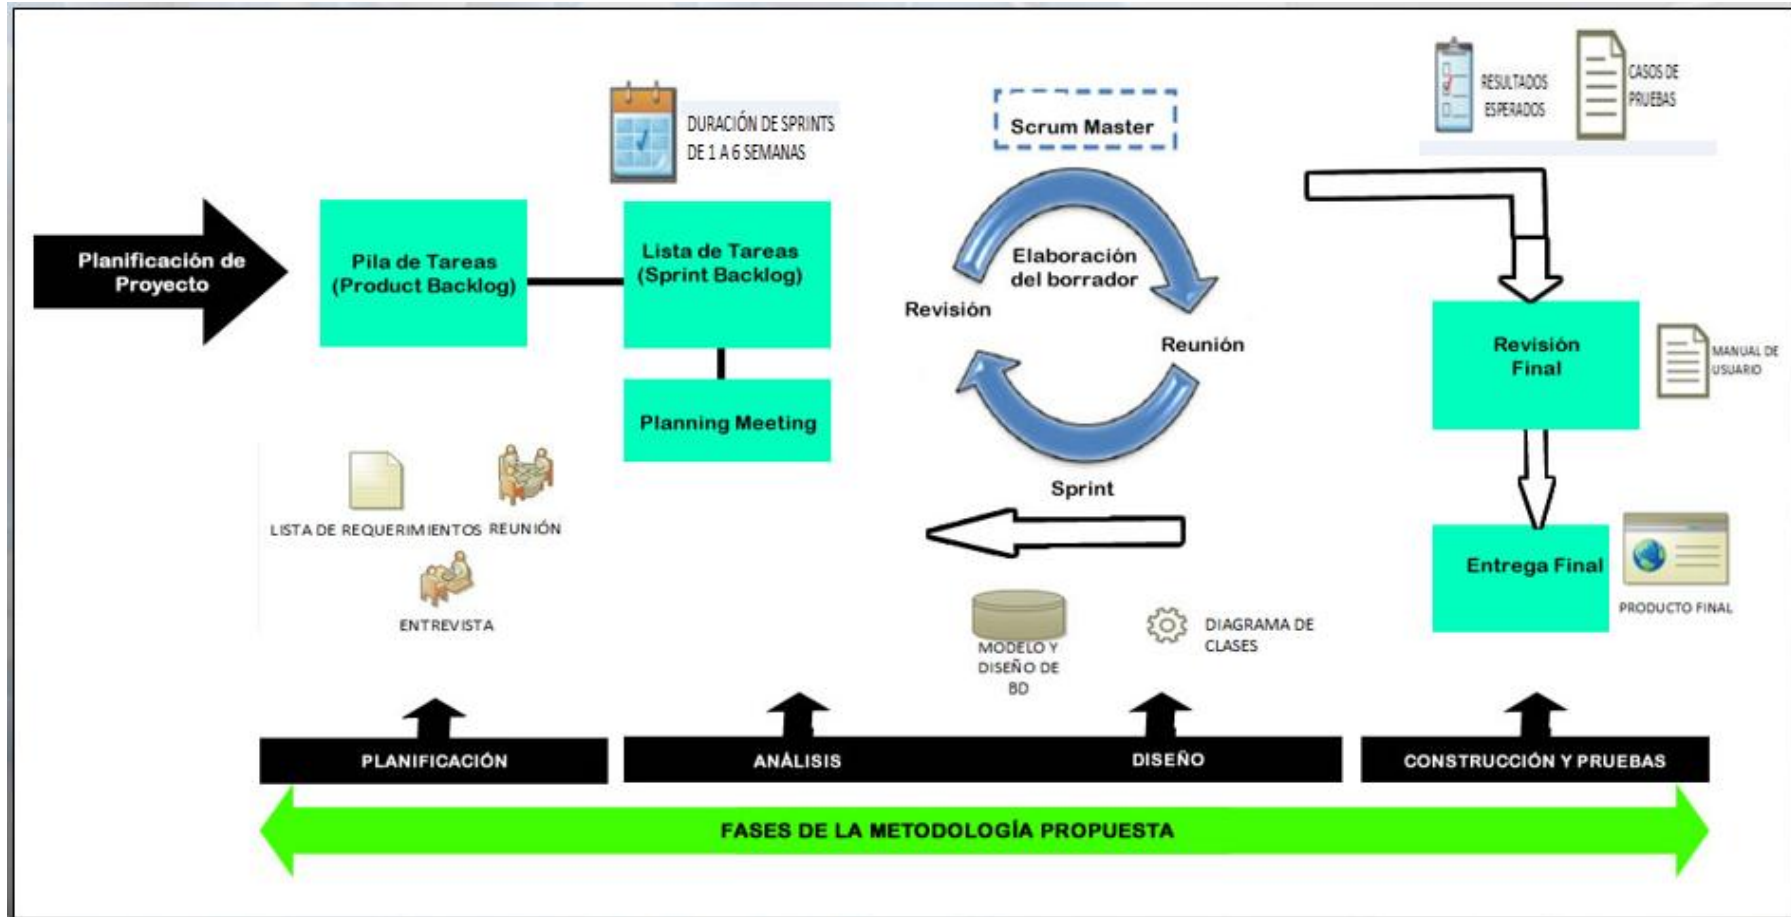 RESULTADOS
ESPERADOS
CASOS DE
PRUEBAS
DURACIÓN DE SPRINTS
DE 1 A 6 SEMANAS
Scrum Master
Planificación de
Proyecto
Pila de Tareas
(Product Backlog)
Lista de Tareas
(Sprint Backlog)
Planning Meeting
Elaboración
del borrador
Revisión
Reunión
Sprint
Revisión
Final
MANUAL DE
USUARIO
LISTA DE REQUERIMIENTOS
REUNIÓN
ENTREVISTA
MODELO Y
DISEÑO DE
BD
DIAGRAMA DE
CLASES
Entrega Final
PRODUCTO FINAL
PLANIFICACIÓN
ANÁLISIS
DISEÑO
CONSTRUCCIÓN Y PRUEBAS
FASES DE LA METODOLOGÍA PROPUESTA